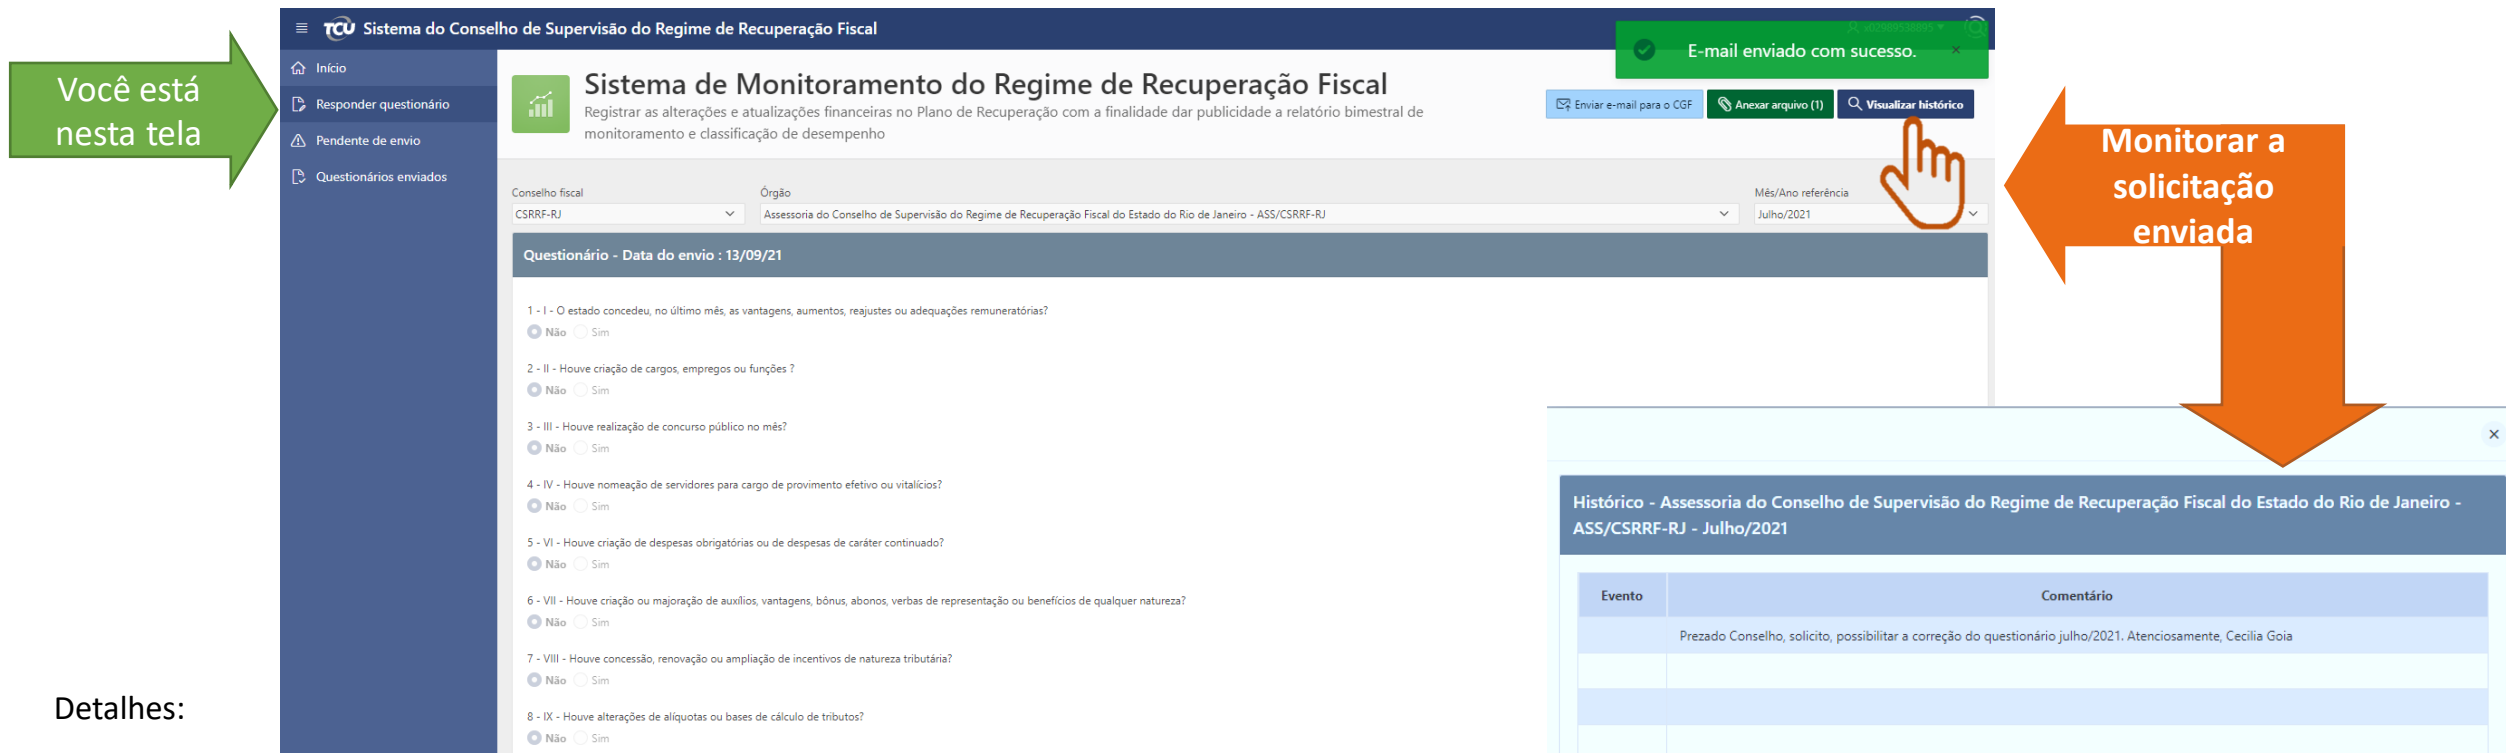 Você está
nesta tela
TCU Sistema do Conselho de Supervisão do Regime de Recuperação Fiscal
E-mail enviado com sucesso.
Início
Responder questionário
Pendente de envio
Questionários enviados
Sistema de Monitoramento do Regime de Recuperação Fiscal
Registrar as alterações e atualizações financeiras no Plano de Recuperação com a finalidade dar publicidade a relatório bimestral de
monitoramento e classificação de desempenho
Enviar e-mail para o CGF
Anexar arquivo (1)
Visualizar histórico
Monitorar a
solicitação
enviada
Conselho fiscal
CSRRF-RJ
Órgão
Assessoria do Conselho de Supervisão do Regime de Recuperação Fiscal do Estado do Rio de Janeiro - ASS/CSRRF-RJ
Mês/Ano referência
Julho/2021
Questionário - Data do envio : 13/09/21
1 - I - O estado concedeu, no último mês, as vantagens, aumentos, reajustes ou adequações remuneratórias?
Não Sim
2 - II - Houve criação de cargos, empregos ou funções ?
Não Sim
3 - III - Houve realização de concurso público no mês?
Não Sim
4 - IV - Houve nomeação de servidores para cargo de provimento efetivo ou vitalícios?
Não Sim
5 - VI - Houve criação de despesas obrigatórias ou de despesas de caráter continuado?
Não Sim
6 - VII - Houve criação ou majoração de auxílios, vantagens, bônus, abonos, verbas de representação ou benefícios de qualquer natureza?
Não Sim
7 - VIII - Houve concessão, renovação ou ampliação de incentivos de natureza tributária?
Não Sim
8 - IX - Houve alterações de alíquotas ou bases de cálculo de tributos?
Não Sim
Histórico - Assessoria do Conselho de Supervisão do Regime de Recuperação Fiscal do Estado do Rio de Janeiro -
ASS/CSRRF-RJ - Julho/2021
Evento Comentário
Prezado Conselho, solicito, possibilitar a correção do questionário julho/2021. Atenciosamente, Cecilia Goia
Detalhes: